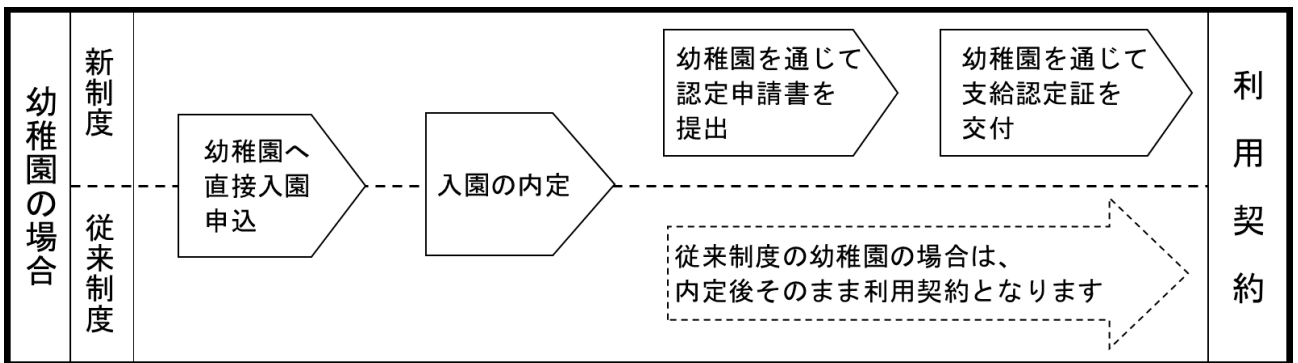 幼稚園の場合
新制度
従来制度
幼稚園へ
直接入園
申込
入園の内定
幼稚園を通じて
認定申請書を
提出
幼稚園を通じて
支給認定証を
交付
従来制度の幼稚園の場合は、
内定後そのまま利用契約となります
利用契約